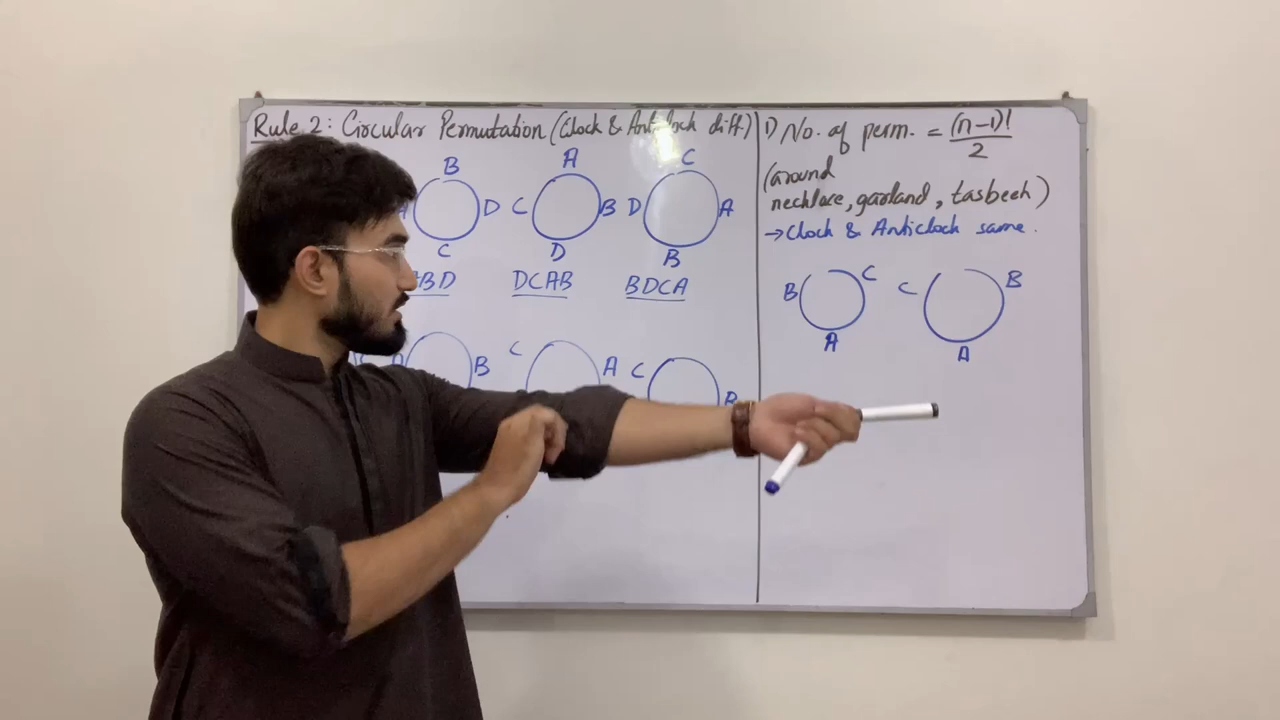 Rule 2: Circular Permutation (Clock & Anticlock diff)
B
A D
C
A
C B
D
C
D A
B
BD DCAB BDCA
B
C A
C B
1) No. of perm. = (n-1)!
2
(around
necklace, garland, tasbeeh)
→ Clock & Anticlock same.
B C
A
C B
A